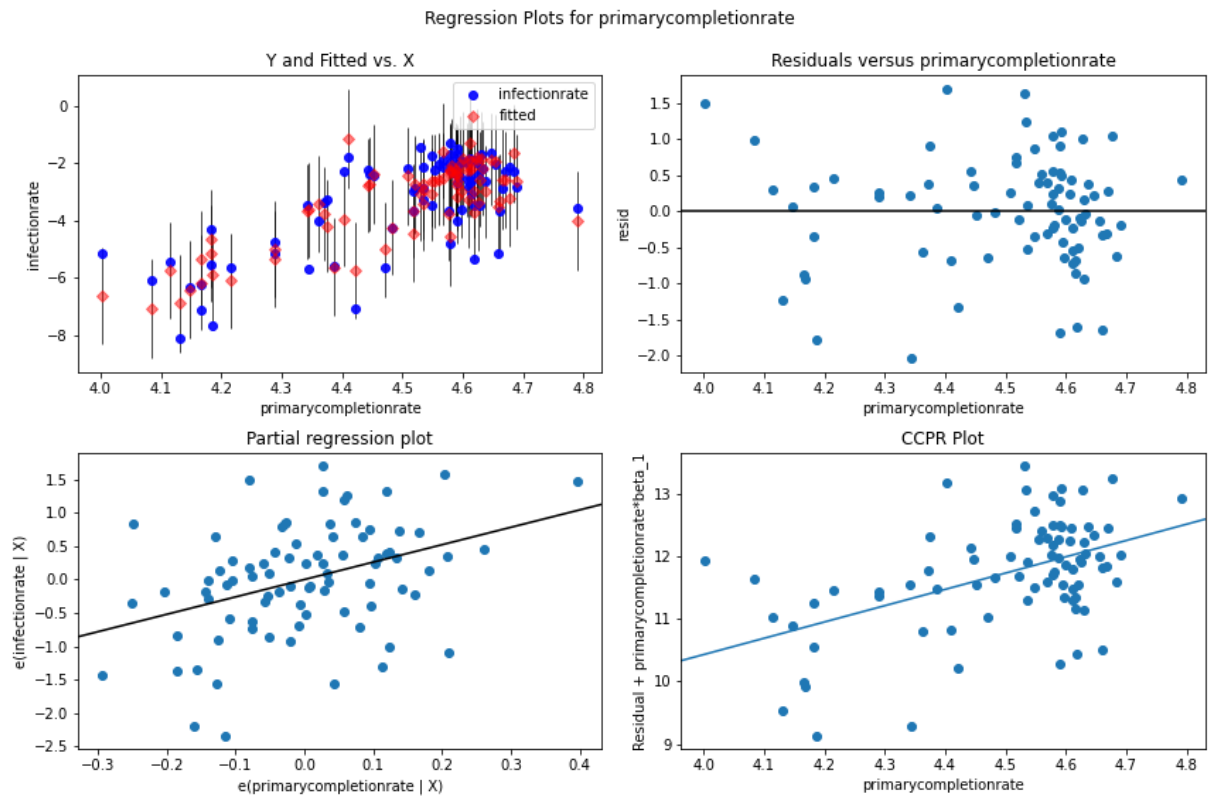 Regression Plots for primarycompletionrate
Y and Fitted vs. X
infectionrate
fitted
0
−2
−4
−6
−8
infectionrate
4.0 4.1 4.2 4.3 4.4 4.5 4.6 4.7 4.8
primarycompletionrate
Residuals versus primarycompletionrate
1.5
1.0
0.5
0.0
−0.5
−1.0
−1.5
−2.0
resid
4.0 4.1 4.2 4.3 4.4 4.5 4.6 4.7 4.8
primarycompletionrate
Partial regression plot
1.5
1.0
0.5
0.0
−0.5
−1.0
−1.5
−2.0
−2.5
e(infectionrate | X)
−0.3 −0.2 −0.1 0.0 0.1 0.2 0.3 0.4
e(primarycompletionrate | X)
CCPR Plot
13
12
11
10
9
Residual + primarycompletionrate*beta_1
4.0 4.1 4.2 4.3 4.4 4.5 4.6 4.7 4.8
primarycompletionrate